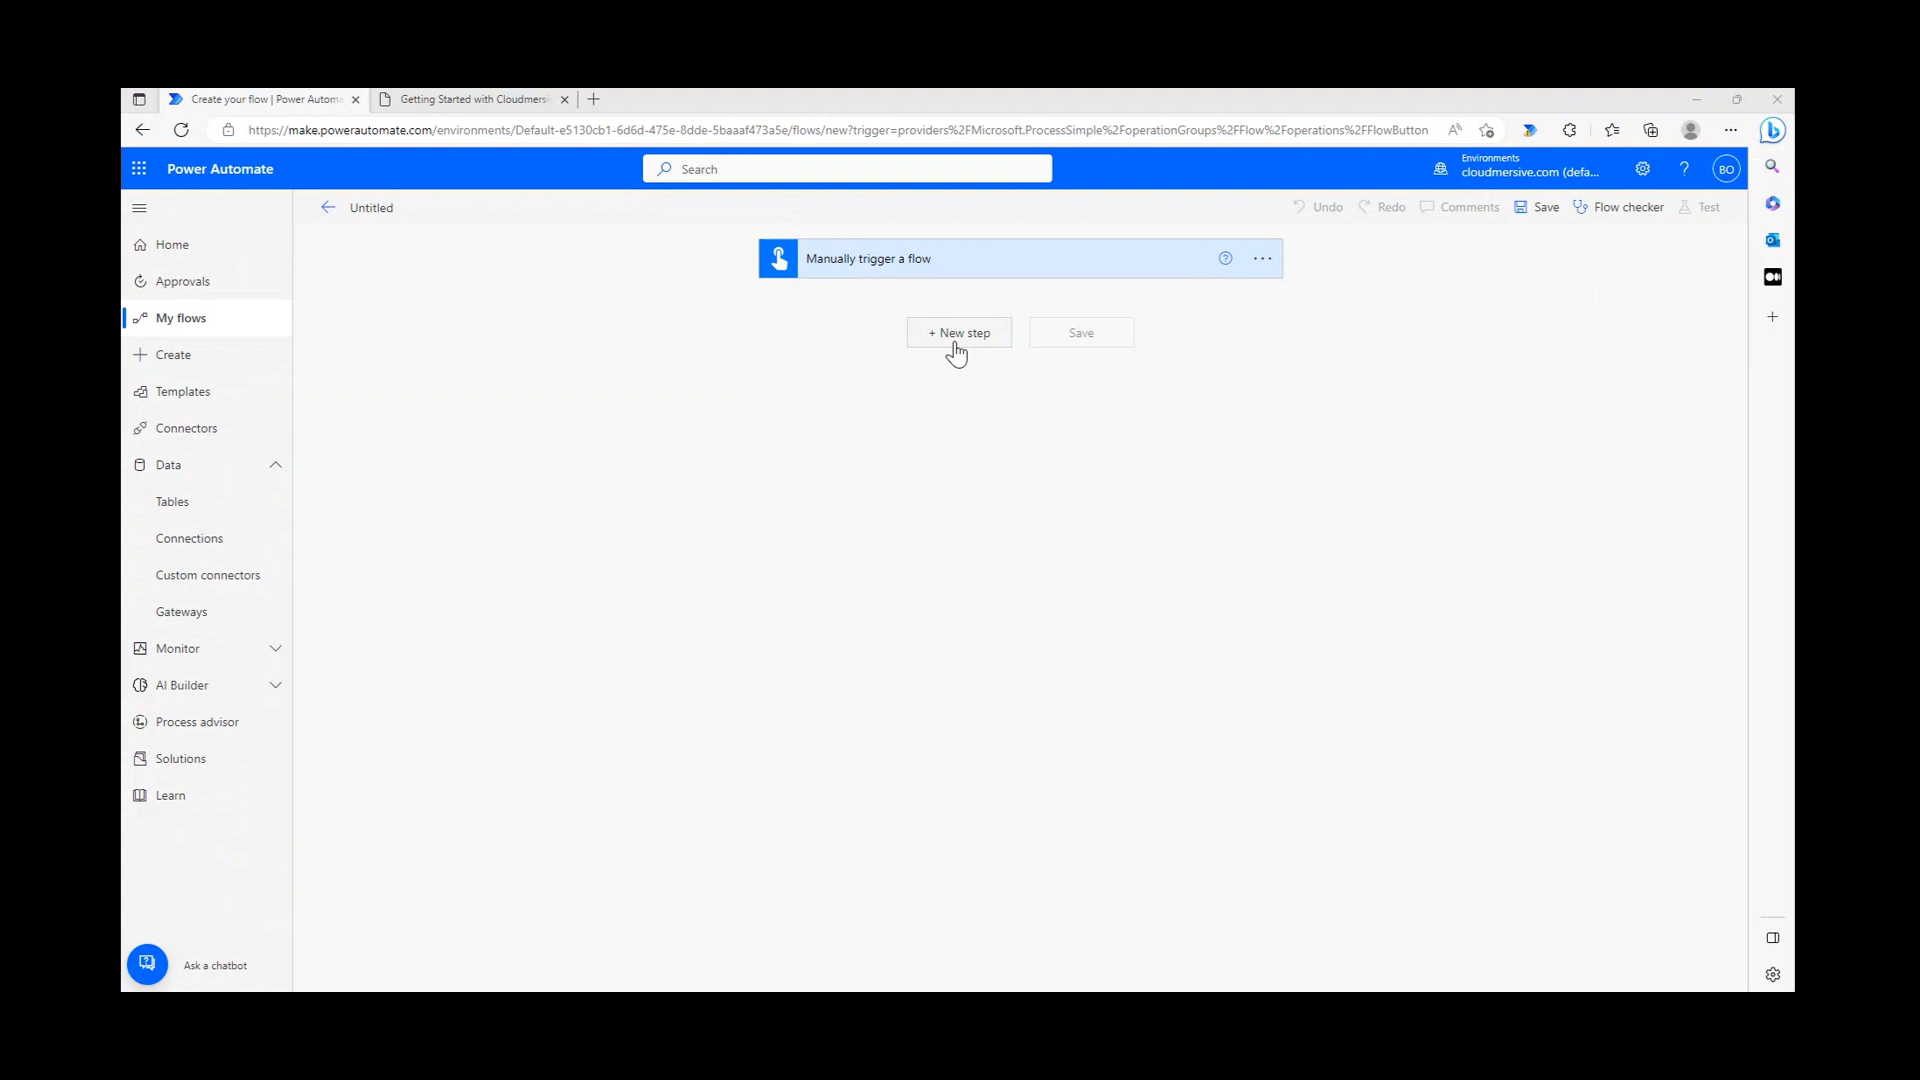 Create your flow | Power Automa
Getting Started with Cloudmersi
https://make.powerautomate.com/environments/Default-e5130cb1-6d6d-475e-8dde-5baaaf473a5e/flows/new?trigger=providers%2FMicrosoft.ProcessSimple%2FoperationGroups%2FFlow%2Foperations%2FFlowButton
Power Automate
Search
Environments
cloudmersive.com (defa...
BO
Untitled
Undo
Redo
Comments
Save
Flow checker
Test
Home
Approvals
My flows
Create
Templates
Connectors
Data
Tables
Connections
Custom connectors
Gateways
Monitor
AI Builder
Process advisor
Solutions
Learn
Ask a chatbot
Manually trigger a flow
+ New step
Save